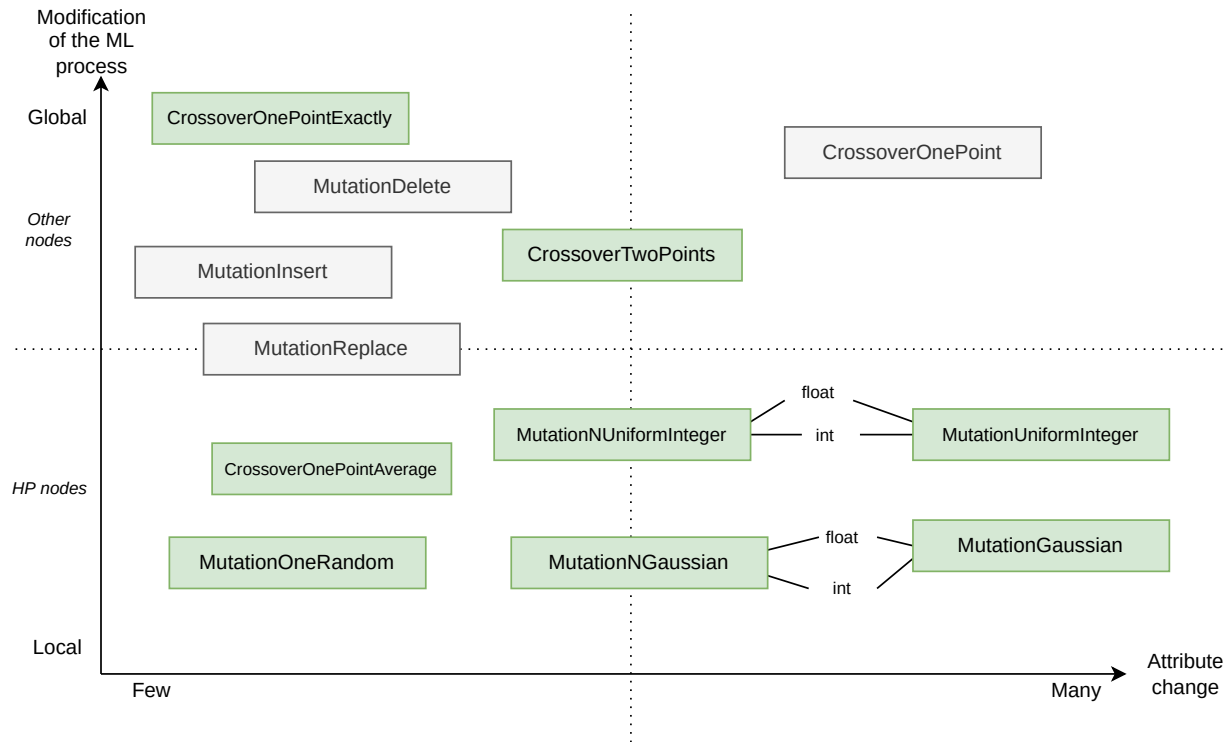 Modification
of the ML
process
Global
CrossoverOnePointExactly
CrossoverOnePoint
MutationDelete
Other
nodes
CrossoverTwoPoints
MutationInsert
MutationReplace
float
MutationNUniformInteger
int
MutationUniformInteger
CrossoverOnePointAverage
HP nodes
float
MutationGaussian
MutationOneRandom
MutationNGaussian
int
Local
Few
Many
Attribute
change